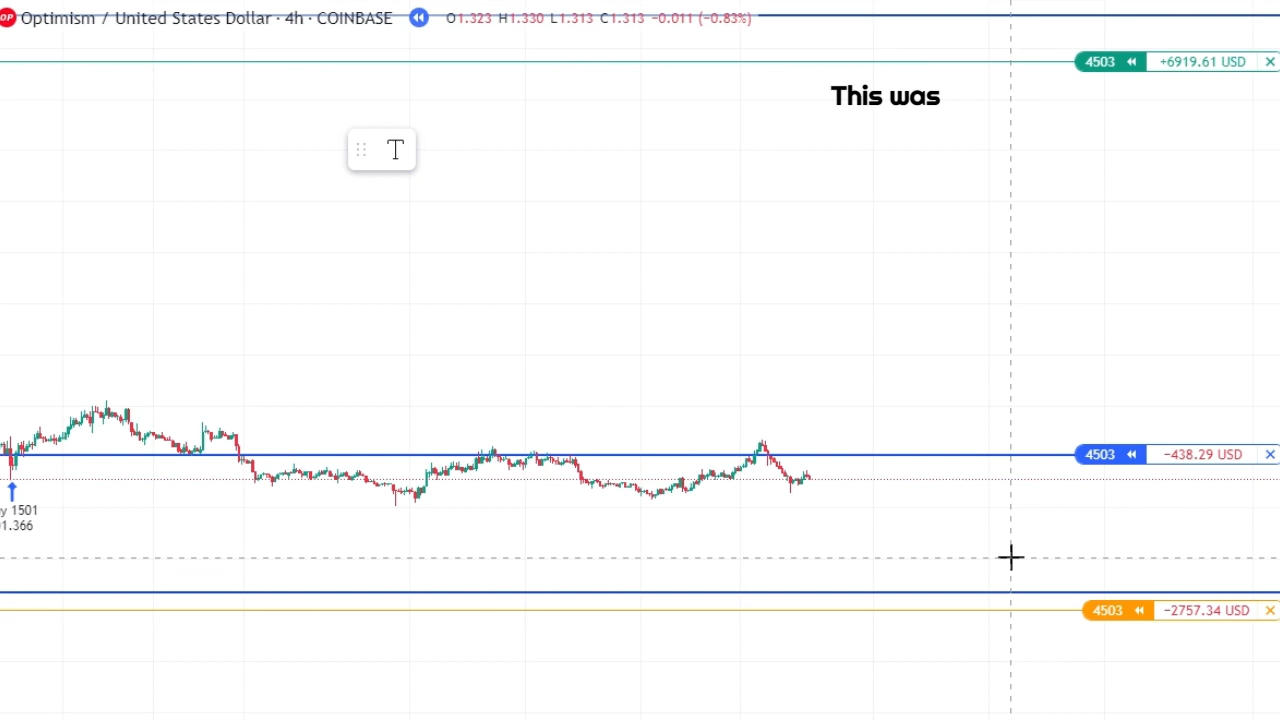 OP Optimism / United States Dollar · 4h · COINBASE O1.323 H1.330 L1.313 C1.313 −0.011 (−0.83%)
4503 +6919.61 USD
This was
T
4503 −438.29 USD
y 1501
1.366
4503 −2757.34 USD